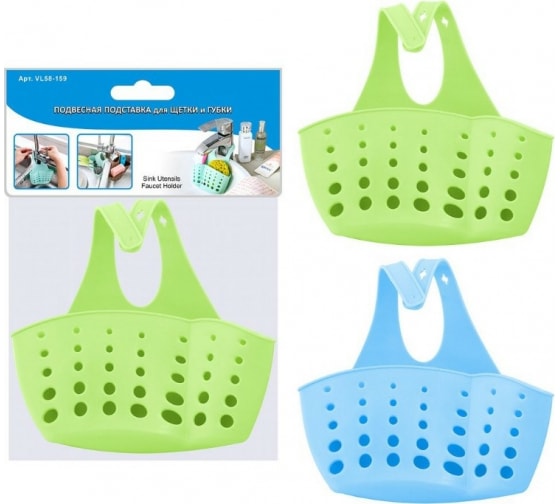 Арт. VL58-159
ПОДВЕСНАЯ ПОДСТАВКА для ЩЕТКИ и ГУБКИ
Sink Utensils
Faucet Holder